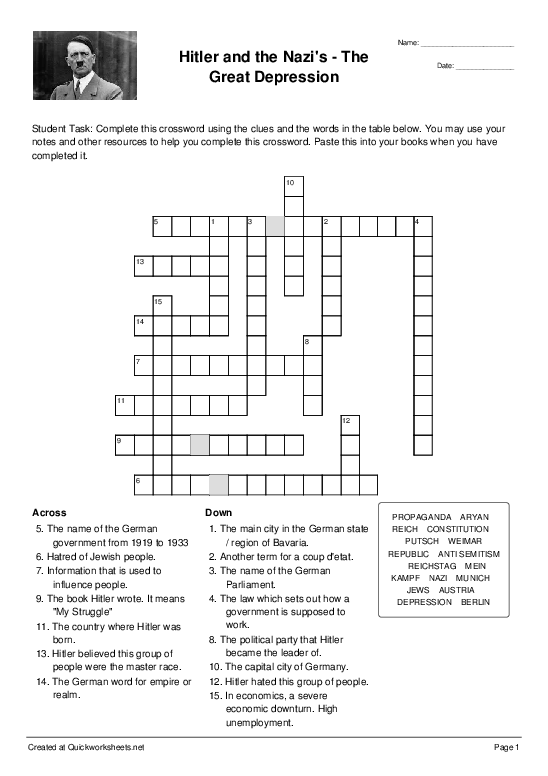 Name: ______________________
Date: ______________
Hitler and the Nazi's - The
Great Depression
Student Task: Complete this crossword using the clues and the words in the table below. You may use your
notes and other resources to help you complete this crossword. Paste this into your books when you have
completed it.
10
5 1 3 2 4
13
15
14
8
7
11
12
9
6
Across
5. The name of the German
government from 1919 to 1933
6. Hatred of Jewish people.
7. Information that is used to
influence people.
9. The book Hitler wrote. It means
"My Struggle"
11. The country where Hitler was
born.
13. Hitler believed this group of
people were the master race.
14. The German word for empire or
realm.
Down
1. The main city in the German state
/ region of Bavaria.
2. Another term for a coup d'etat.
3. The name of the German
Parliament.
4. The law which sets out how a
government is supposed to
work.
8. The political party that Hitler
became the leader of.
10. The capital city of Germany.
12. Hitler hated this group of people.
15. In economics, a severe
economic downturn. High
unemployment.
PROPAGANDA ARYAN
REICH CONSTITUTION
PUTSCH WEIMAR
REPUBLIC ANTI SEMITISM
REICHSTAG MEIN
KAMPF NAZI MUNICH
JEWS AUSTRIA
DEPRESSION BERLIN
Created at Quickworksheets.net
Page 1